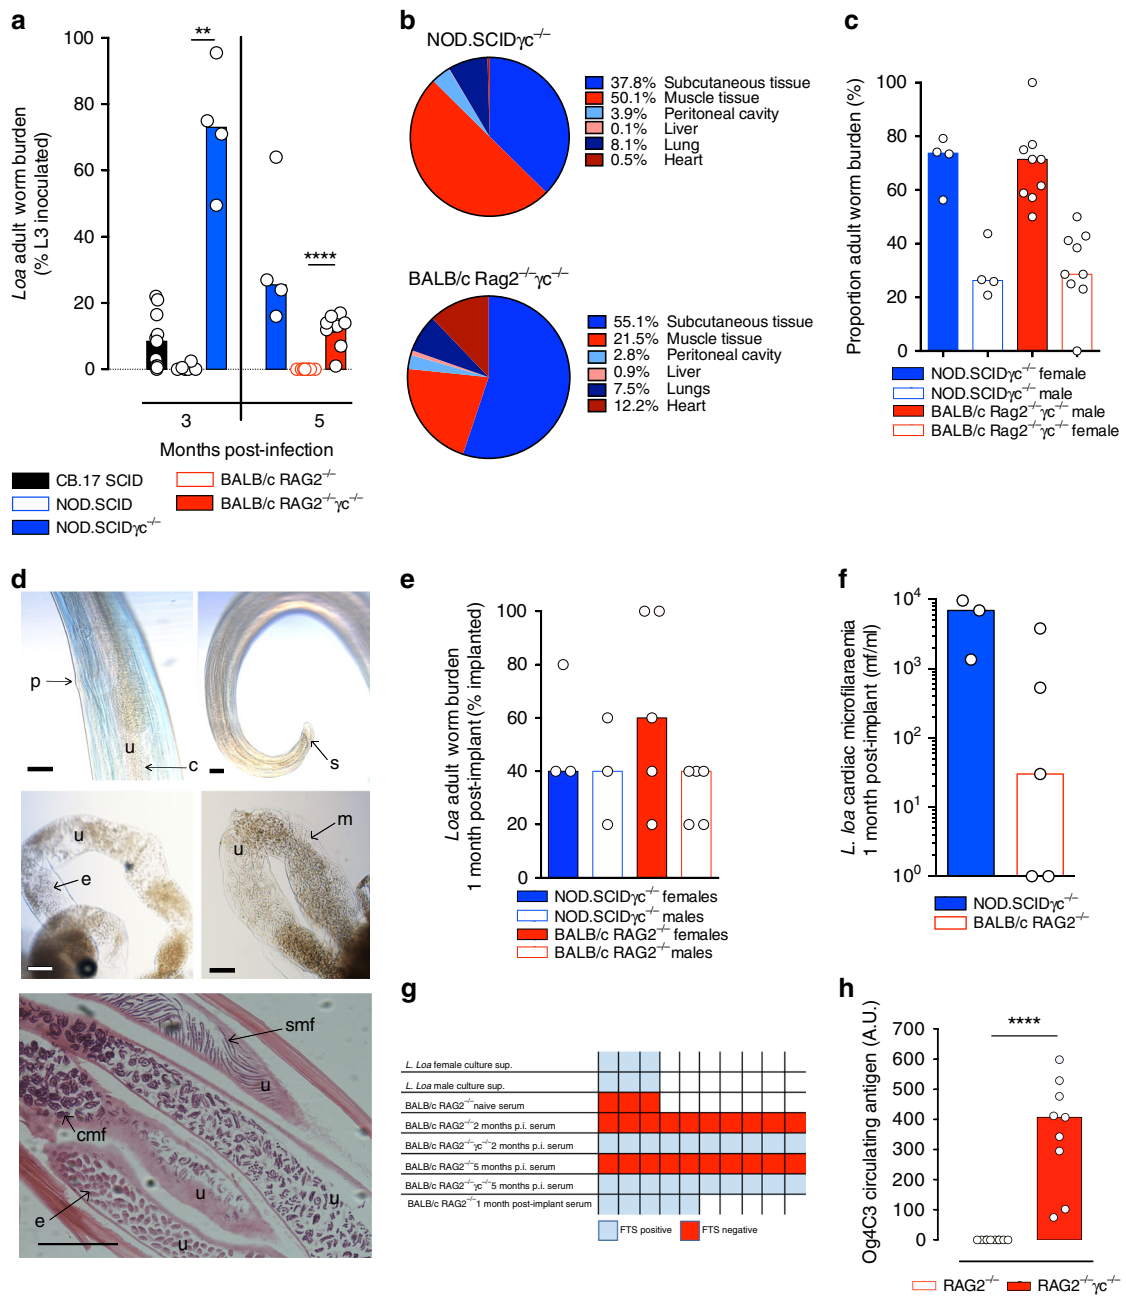 a
Loa adult worm burden
(% L3 inoculated)
100
80
60
40
20
0
**
****
3
5
Months post-infection
CB.17 SCID
NOD.SCID
NOD.SCIDγc–/–
BALB/c RAG2–/–
BALB/c RAG2–/–γc–/–
b
NOD.SCIDγc–/–
37.8% Subcutaneous tissue
50.1% Muscle tissue
3.9% Peritoneal cavity
0.1% Liver
8.1% Lung
0.5% Heart
BALB/c Rag2–/–γc–/–
55.1% Subcutaneous tissue
21.5% Muscle tissue
2.8% Peritoneal cavity
0.9% Liver
7.5% Lungs
12.2% Heart
c
Proportion adult worm burden (%)
100
80
60
40
20
0
NOD.SCIDγc–/– female
NOD.SCIDγc–/– male
BALB/c Rag2–/–γc–/– male
BALB/c Rag2–/–γc–/– female
d
p
u
c
s
u
e
u
m
smf
u
cmf
u
u
e
u
e
Loa adult worm burden
1 month post-implant (% implanted)
100
80
60
40
20
0
NOD.SCIDγc–/– females
NOD.SCIDγc–/– males
BALB/c RAG2–/– females
BALB/c RAG2–/– males
f
L. loa cardiac microfilaraemia
1 month post-implant (mf/ml)
10⁴
10³
10²
10¹
10⁰
NOD.SCIDγc–/–
BALB/c RAG2–/–
g
L. Loa female culture sup.
L. Loa male culture sup.
BALB/c RAG2–/– naive serum
BALB/c RAG2–/– 2 months p.i. serum
BALB/c RAG2–/–γc–/– 2 months p.i. serum
BALB/c RAG2–/– 5 months p.i. serum
BALB/c RAG2–/–γc–/– 5 months p.i. serum
BALB/c RAG2–/– 1 month post-implant serum
FTS positive
FTS negative
h
Og4C3 circulating antigen (A.U.)
700
600
500
400
300
200
100
0
****
RAG2–/–
RAG2–/–γc–/–